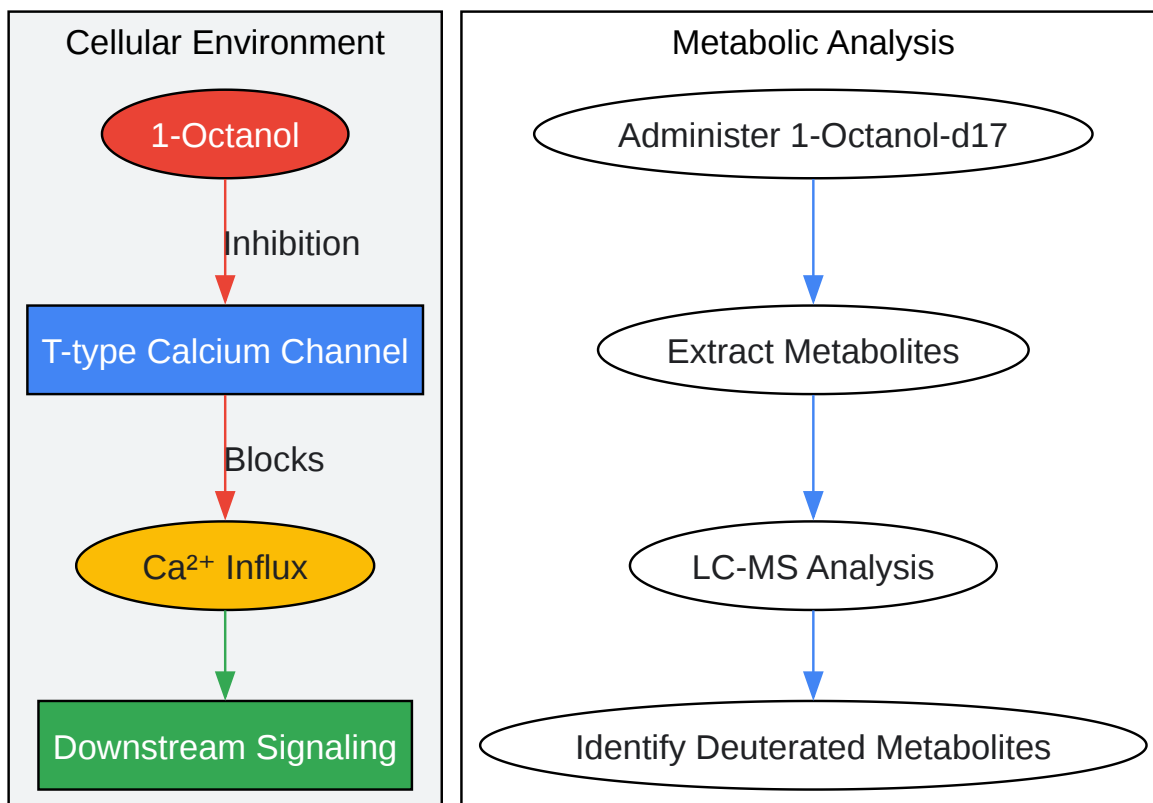 Cellular Environment
1-Octanol
Inhibition
T-type Calcium Channel
Blocks
Ca²⁺ Influx
Downstream Signaling
Metabolic Analysis
Administer 1-Octanol-d17
Extract Metabolites
LC-MS Analysis
Identify Deuterated Metabolites